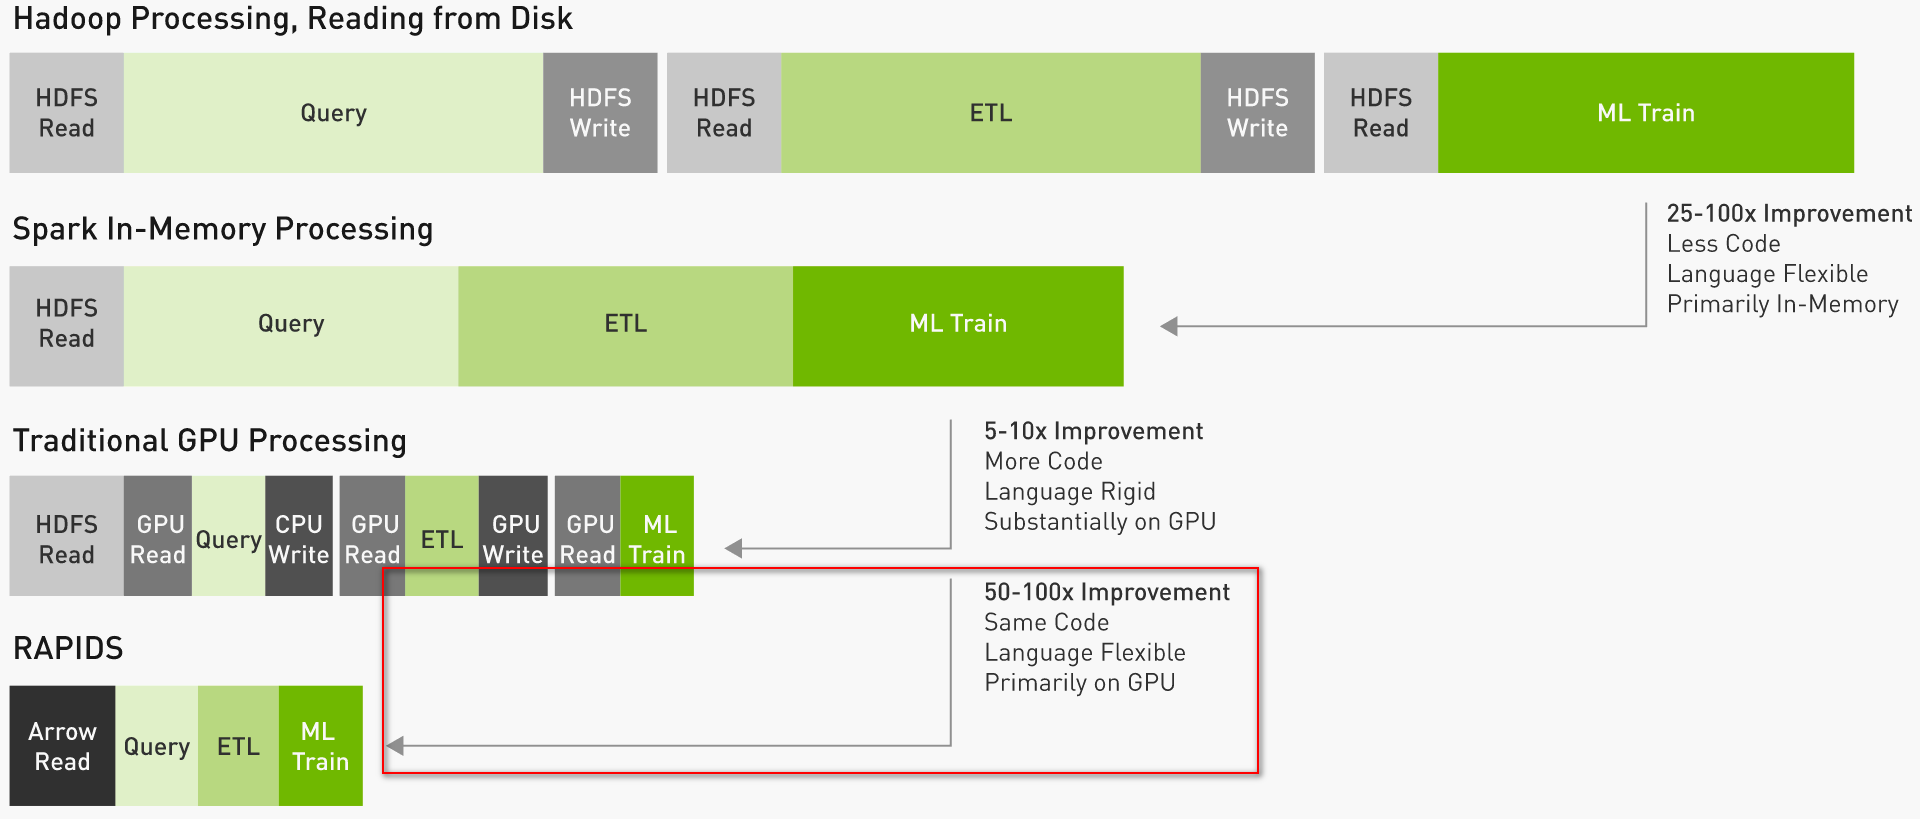 Hadoop Processing, Reading from Disk
HDFS
Read
Query
HDFS
Write
HDFS
Read
ETL
HDFS
Write
HDFS
Read
ML Train
25-100x Improvement
Less Code
Language Flexible
Primarily In-Memory
Spark In-Memory Processing
HDFS
Read
Query
ETL
ML Train
5-10x Improvement
More Code
Language Rigid
Substantially on GPU
Traditional GPU Processing
HDFS
Read
GPU
Read
Query
CPU
Write
GPU
Read
ETL
GPU
Write
GPU
Read
ML
Train
50-100x Improvement
Same Code
Language Flexible
Primarily on GPU
RAPIDS
Arrow
Read
Query
ETL
ML
Train